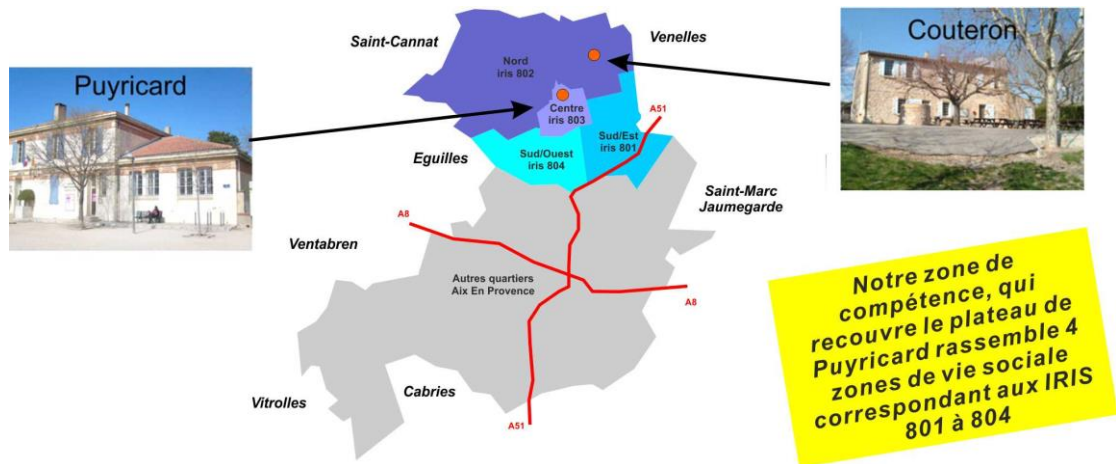 Puyricard
Saint-Cannat
Venelles
Couteron
Nord
iris 802
Centre
iris 803
A51
Sud/Est
iris 801
Sud/Ouest
iris 804
Eguilles
Saint-Marc
Jaumegarde
Ventabren
A8
Autres quartiers
Aix En Provence
A8
Vitrolles
Cabries
A51
Notre zone de
compétence, qui
recouvre le plateau de
Puyricard rassemble 4
zones de vie sociale
correspondant aux IRIS
801 à 804